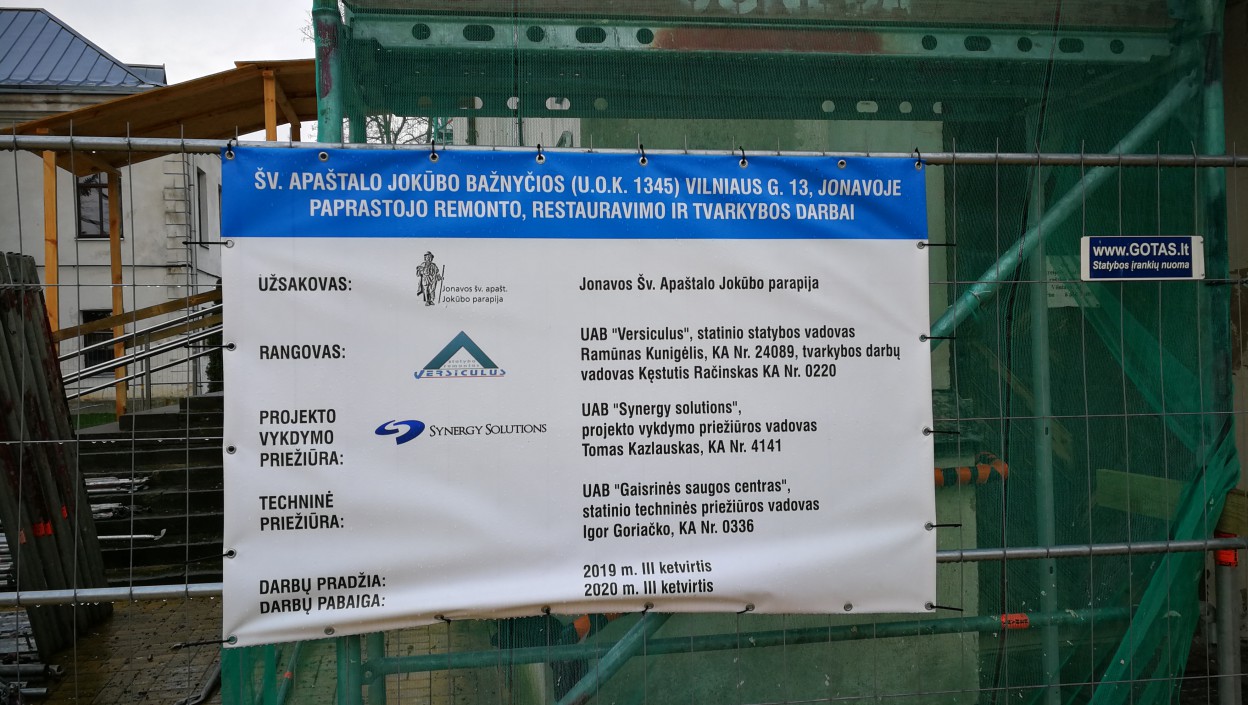 ŠV. APAŠTALO JOKŪBO BAŽNYČIOS (U.O.K. 1345) VILNIAUS G. 13, JONAVOJE
PAPRASTOJO REMONTO, RESTAURAVIMO IR TVARKYBOS DARBAI
www.GOTAS.lt
Statybos įrankių nuoma
UŽSAKOVAS:
Jonavos šv. apašt.
Jokūbo parapija
Jonavos Šv. Apaštalo Jokūbo parapija
RANGOVAS:
VERSICULUS
UAB "Versiculus", statinio statybos vadovas
Ramūnas Kunigėlis, KA Nr. 24089, tvarkybos darbų
vadovas Kęstutis Račinskas KA Nr. 0220
PROJEKTO
VYKDYMO
PRIEŽIŪRA:
SYNERGY SOLUTIONS
UAB "Synergy solutions",
projekto vykdymo priežiūros vadovas
Tomas Kazlauskas, KA Nr. 4141
TECHNINĖ
PRIEŽIŪRA:
UAB "Gaisrinės saugos centras",
statinio techninės priežiūros vadovas
Igor Goriačko, KA Nr. 0336
DARBŲ PRADŽIA:
2019 m. III ketvirtis
DARBŲ PABAIGA:
2020 m. III ketvirtis